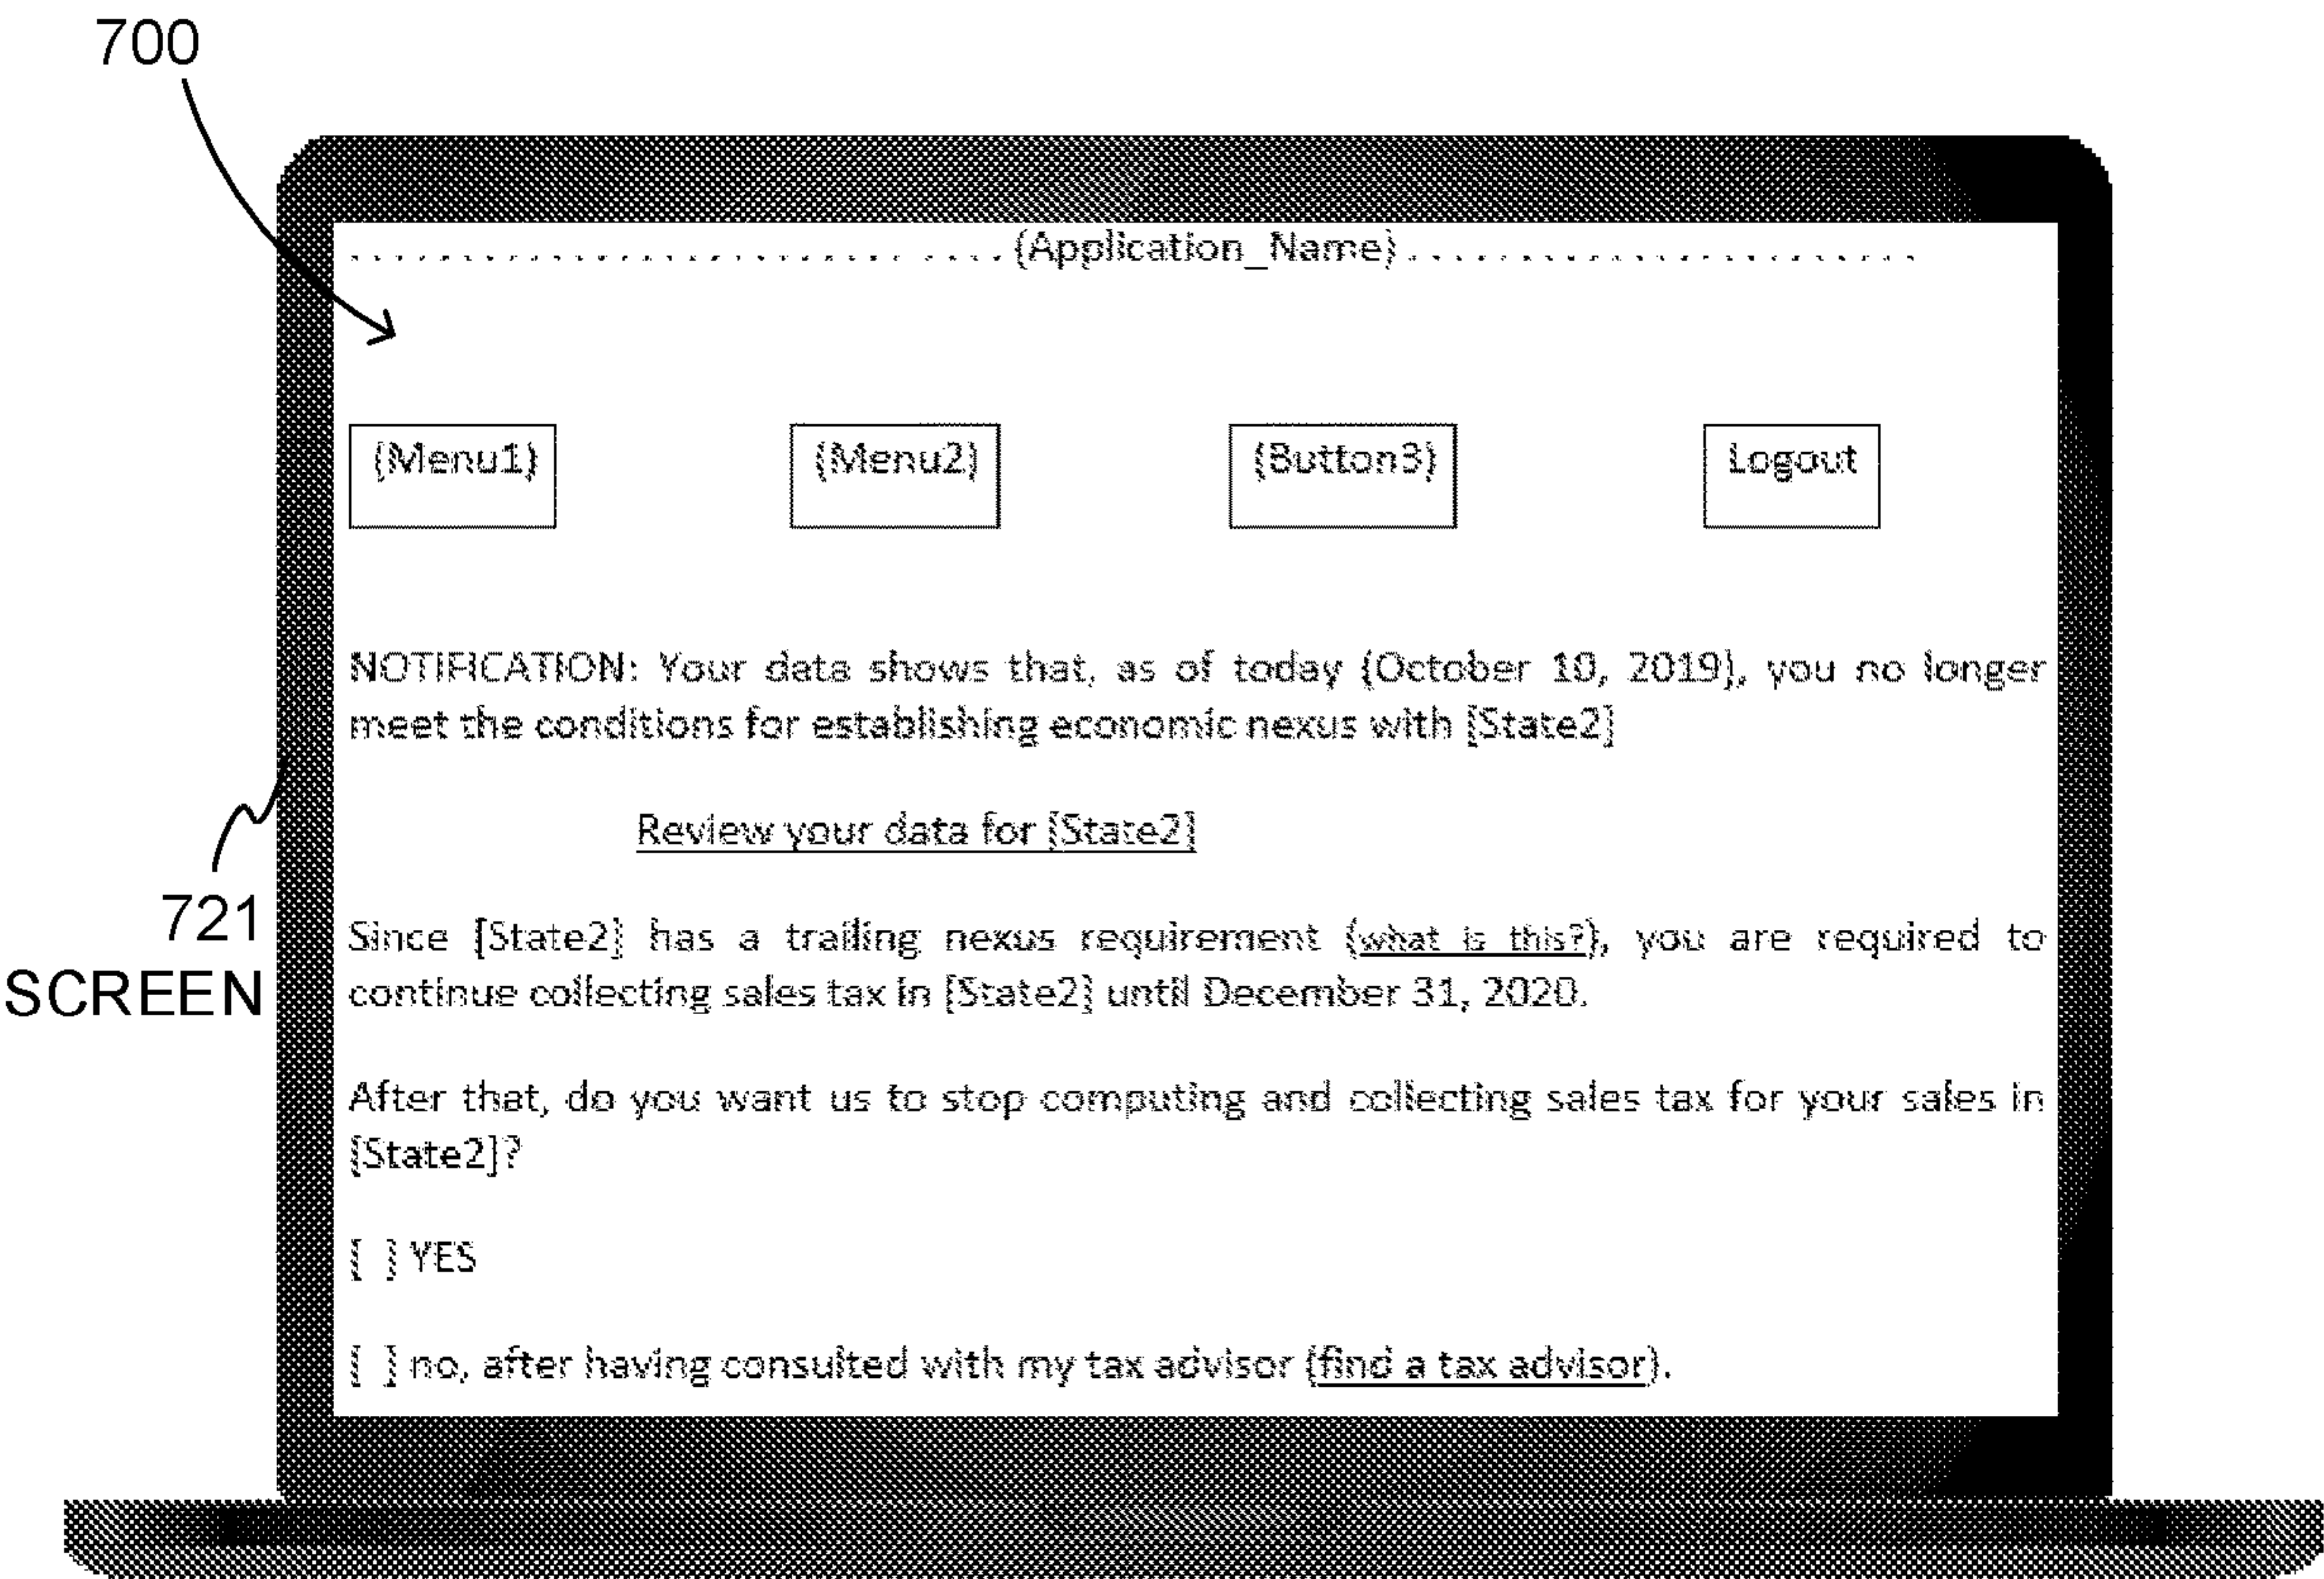 700
(Application_Name)
(Menu1) (Menu2) (Button3) Logout
NOTIFICATION: Your data shows that, as of today (October 10, 2019), you no longer
meet the conditions for establishing economic nexus with [State2]
Review your data for [State2]
721
SCREEN
Since [State2] has a trailing nexus requirement (what is this?), you are required to
continue collecting sales tax in [State2] until December 31, 2020.
After that, do you want us to stop computing and collecting sales tax for your sales in
[State2]?
[ ] YES
[ ] no, after having consulted with my tax advisor (find a tax advisor).